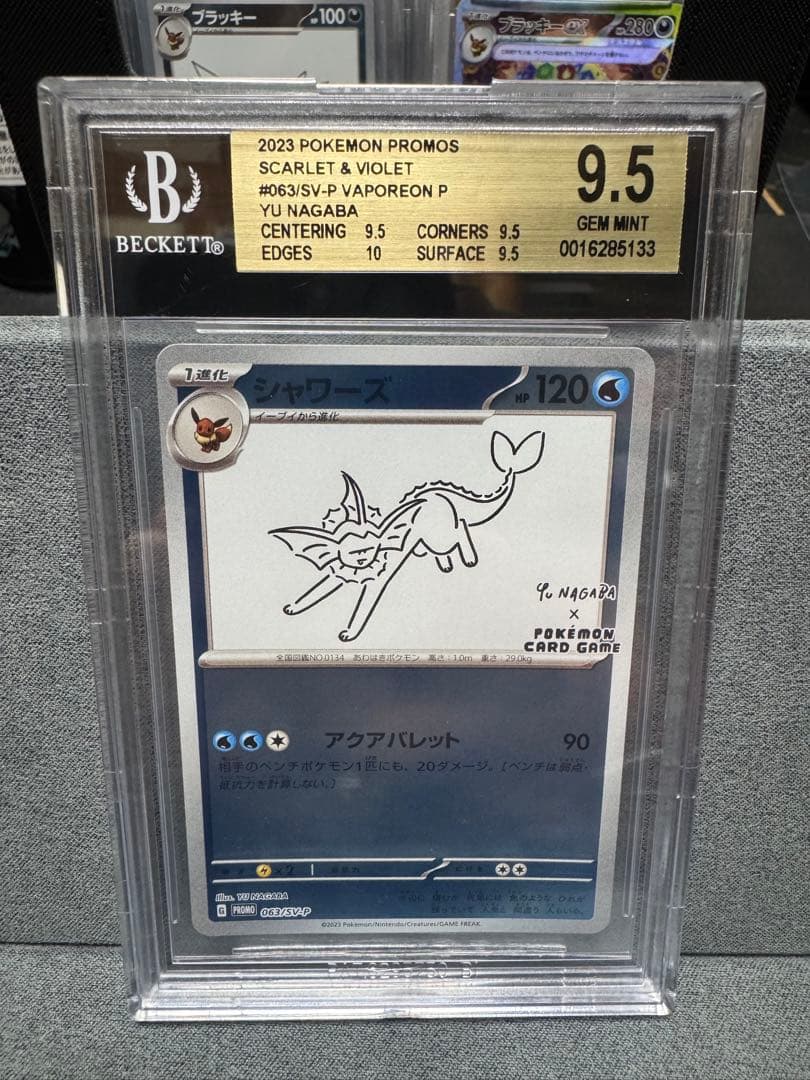 1進化
ブラッキー
HP100
ブラッキーex
280
B
BECKETT®
2023 POKEMON PROMOS
SCARLET & VIOLET
#063/SV-P VAPOREON P
YU NAGABA
CENTERING 9.5 CORNERS 9.5
EDGES 10 SURFACE 9.5
9.5
GEM MINT
0016285133
1進化
シャワーズ
HP 120
イーブイから進化
Yu NAGABA
×
POKÉMON
CARD GAME
全国図鑑NO.0134 あわはきポケモン 高さ:1.0m 重さ:29.0kg
アクアバレット 90
相手のベンチポケモン1匹にも、20ダメージ。[ベンチは弱点・
抵抗力を計算しない。]
×2
Illus. YU NAGABA
G PROMO 063/SV-P
©2023 Pokémon/Nintendo/Creatures/GAME FREAK.